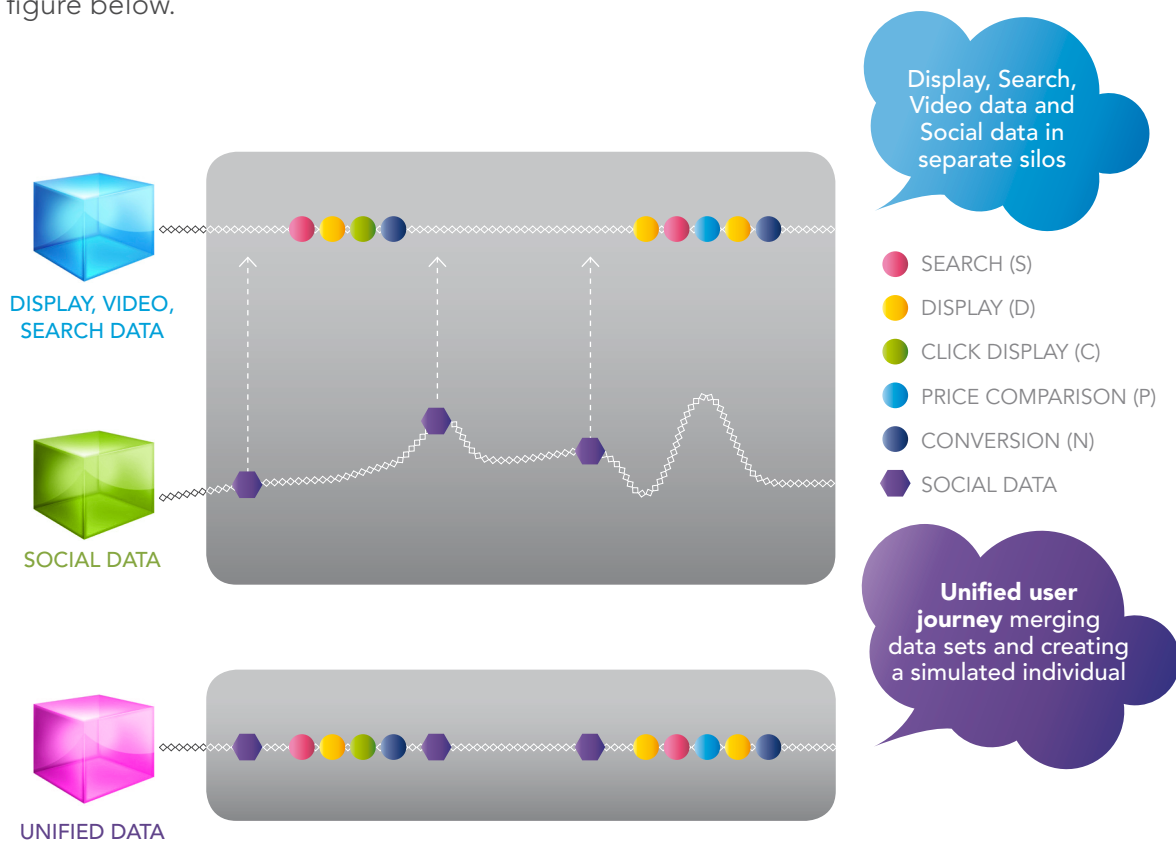 figure below.
Display, Search,
Video data and
Social data in
separate silos
DISPLAY, VIDEO,
SEARCH DATA
SEARCH (S)
DISPLAY (D)
CLICK DISPLAY (C)
PRICE COMPARISON (P)
CONVERSION (N)
SOCIAL DATA
SOCIAL DATA
Unified user
journey merging
data sets and creating
a simulated individual
UNIFIED DATA